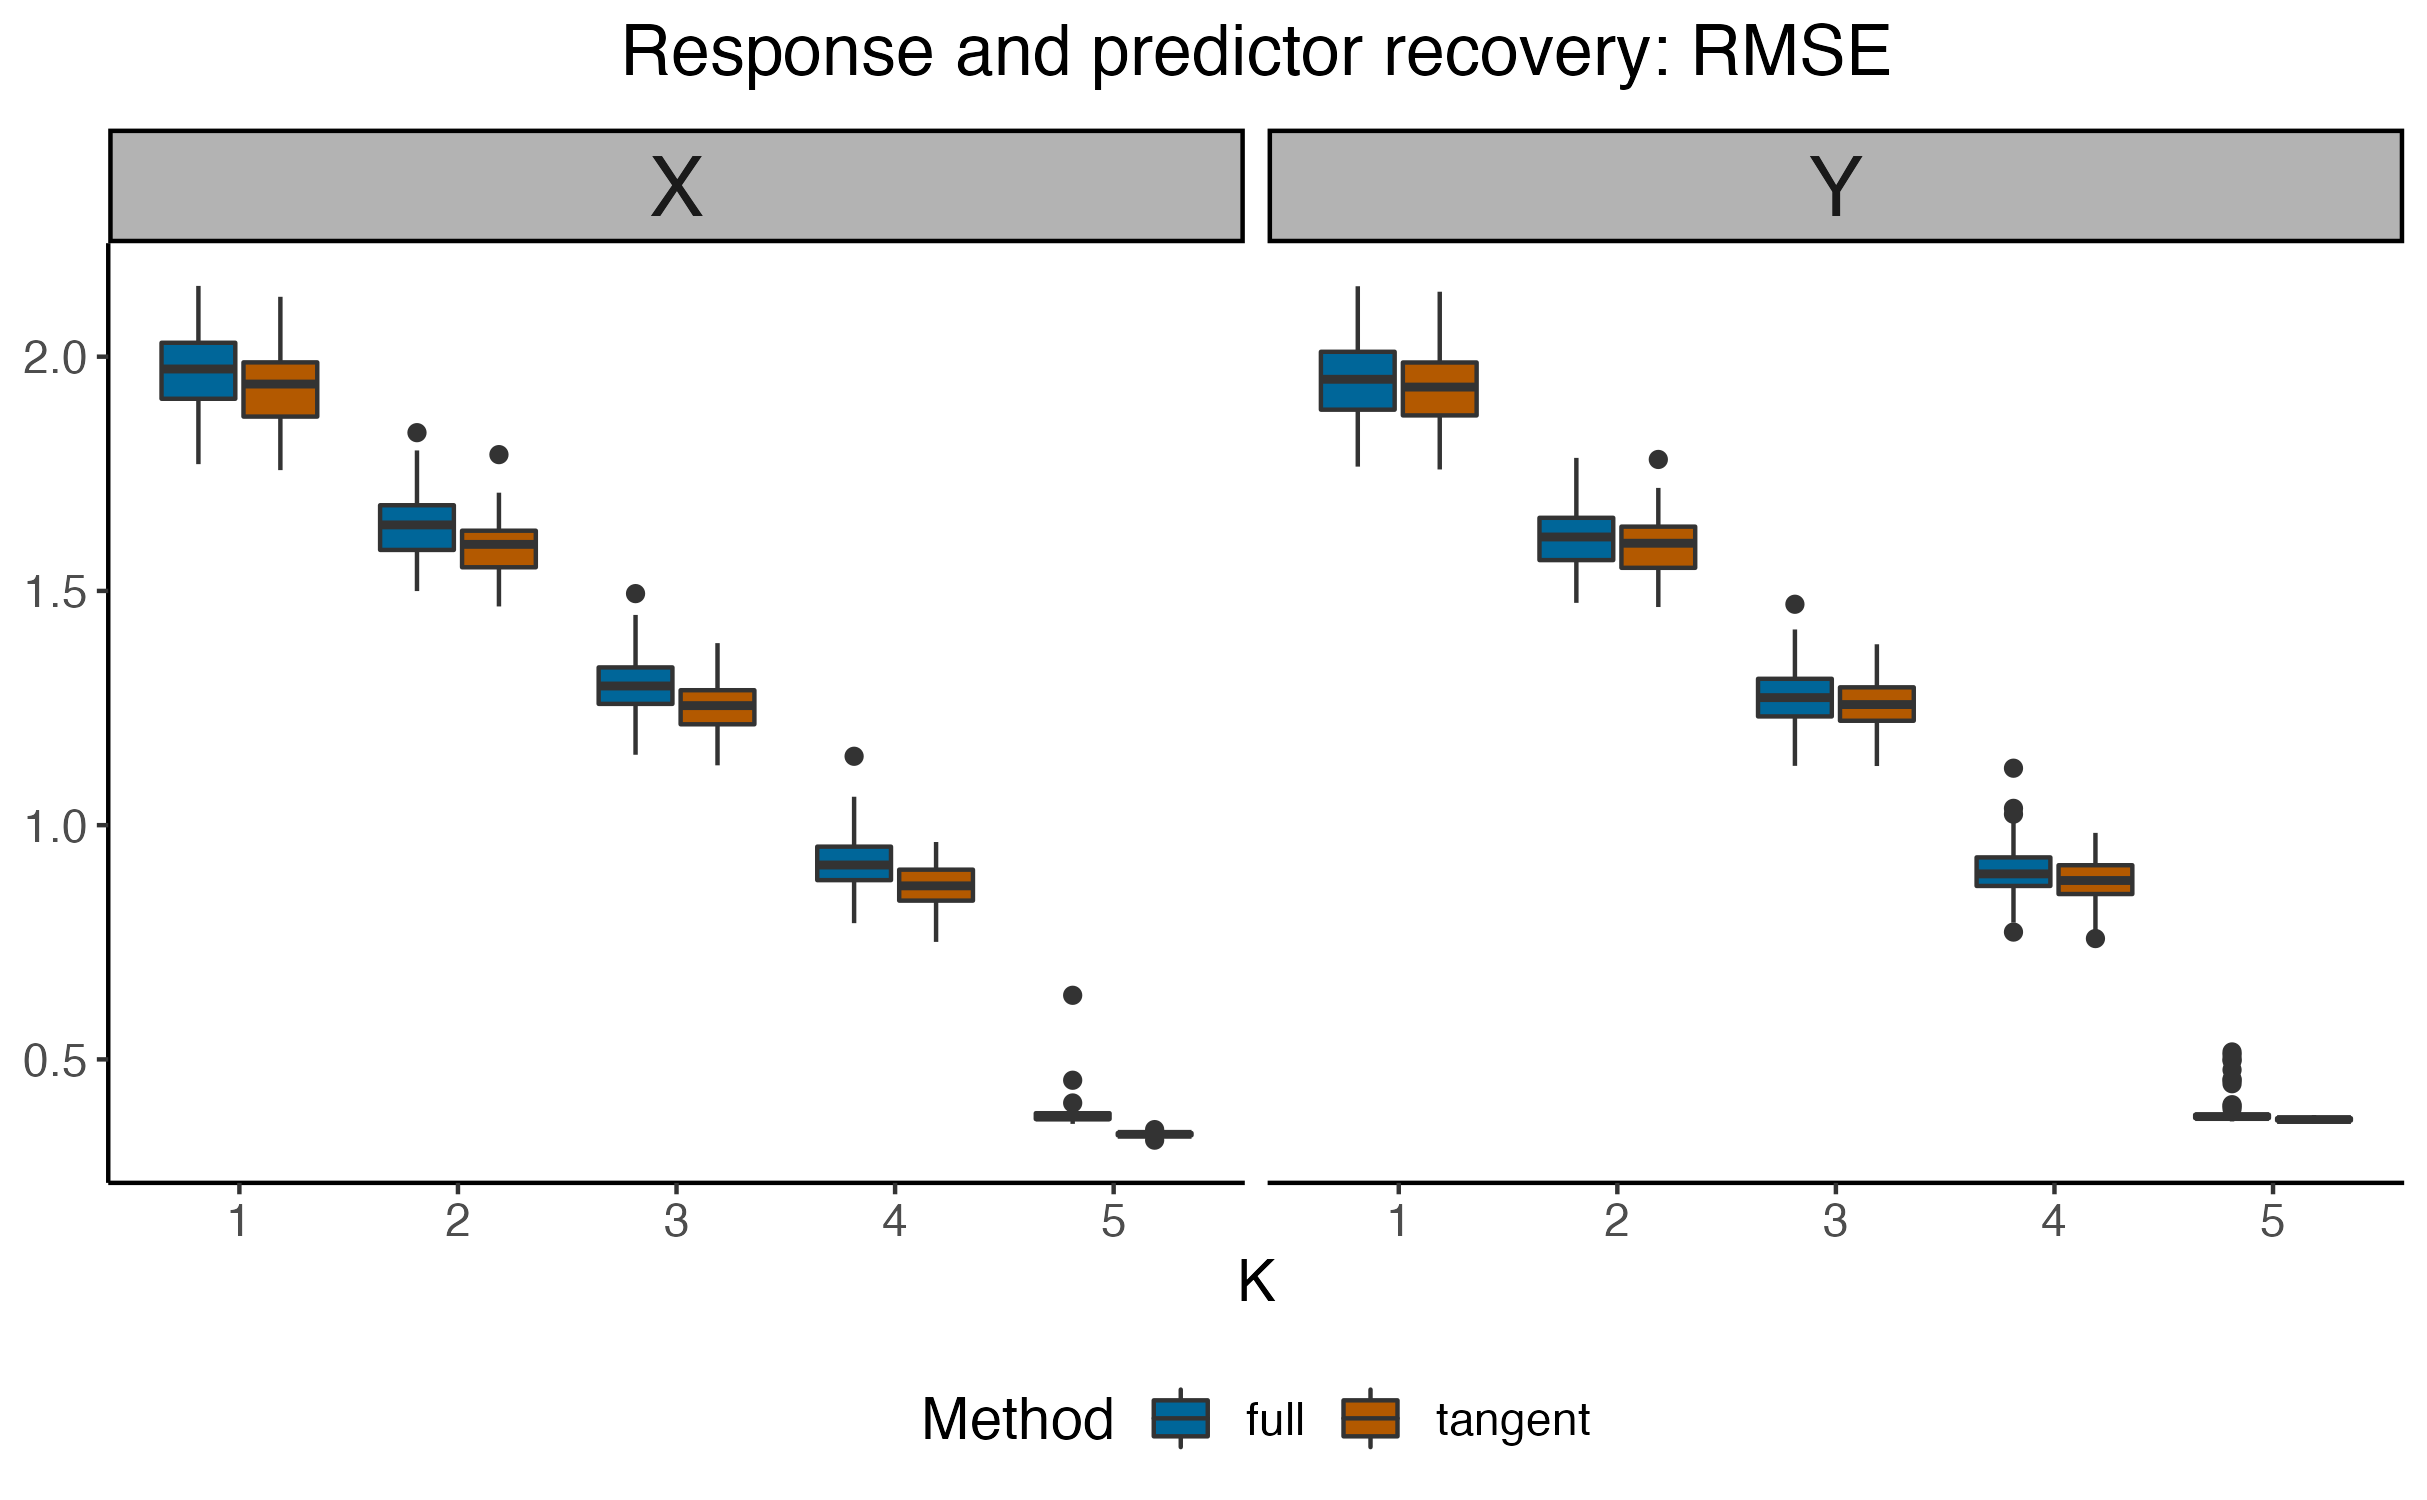 Response and predictor recovery: RMSE
X Y
2.0
1.5
1.0
0.5
1 2 3 4 5 1 2 3 4 5
K
Method full tangent